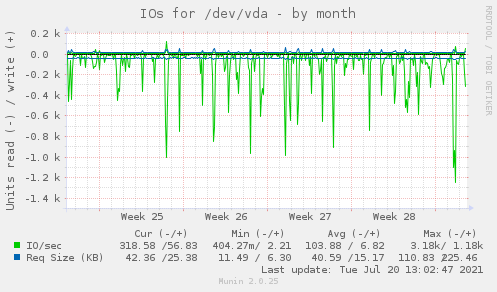 IOs for /dev/vda - by month
RRDTOOL / TOBI OETIKER
Units read (-) / write (+)
0.2 k
0.0
-0.2 k
-0.4 k
-0.6 k
-0.8 k
-1.0 k
-1.2 k
-1.4 k
Week 25 Week 26 Week 27 Week 28
Cur (-/+) Min (-/+) Avg (-/+) Max (-/+)
IO/sec 318.58 /56.83 404.27m/ 2.21 103.88 / 6.82 3.18k/ 1.18k
Req Size (KB) 42.36 /25.38 11.49 / 6.30 40.59 /15.17 110.83 /225.46
Last update: Tue Jul 20 13:02:47 2021
Munin 2.0.25